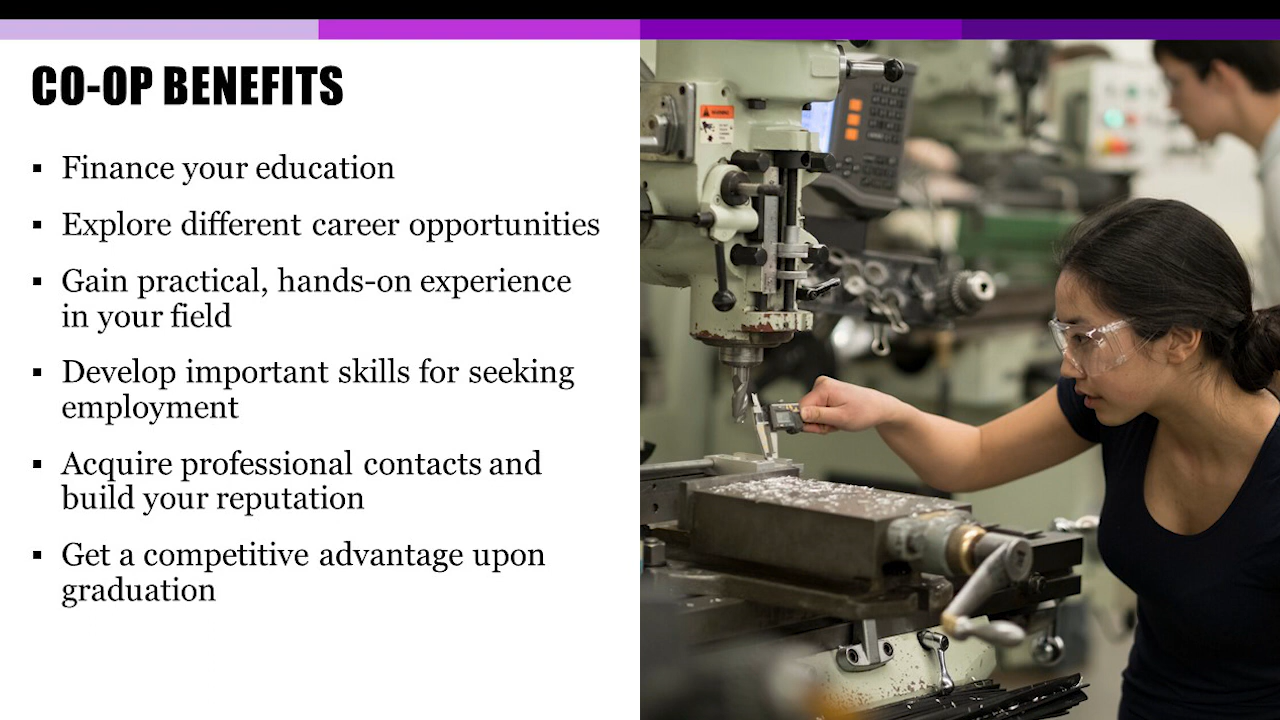 CO-OP BENEFITS
▪ Finance your education
▪ Explore different career opportunities
▪ Gain practical, hands-on experience
in your field
▪ Develop important skills for seeking
employment
▪ Acquire professional contacts and
build your reputation
▪ Get a competitive advantage upon
graduation
WARNING